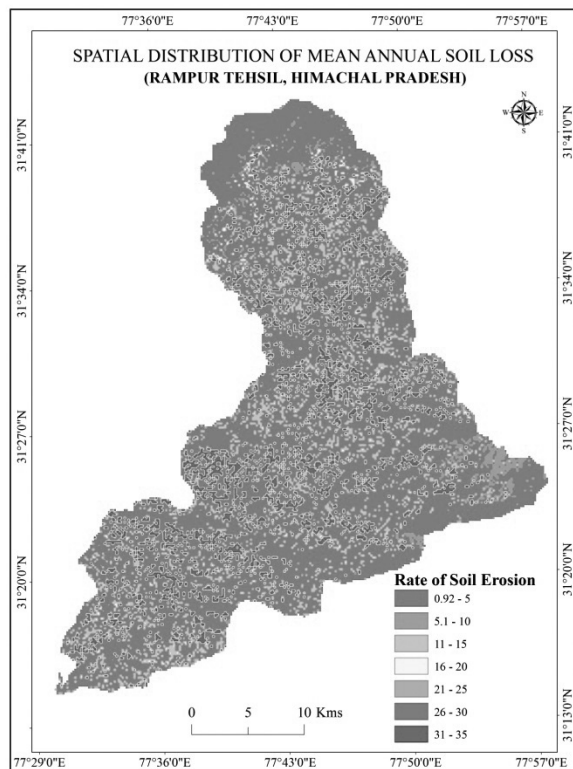 77°36'0"E 77°43'0"E 77°50'0"E 77°57'0"E
SPATIAL DISTRIBUTION OF MEAN ANNUAL SOIL LOSS
(RAMPUR TEHSIL, HIMACHAL PRADESH)
N
W E
S
31°41'0"N 31°41'0"N
31°34'0"N 31°34'0"N
31°27'0"N 31°27'0"N
31°20'0"N 31°20'0"N
Rate of Soil Erosion
0.92 - 5
5.1 - 10
11 - 15
16 - 20
21 - 25
26 - 30
31 - 35
0 5 10 Kms
31°13'0"N
77°29'0"E 77°36'0"E 77°43'0"E 77°50'0"E 77°57'0"E